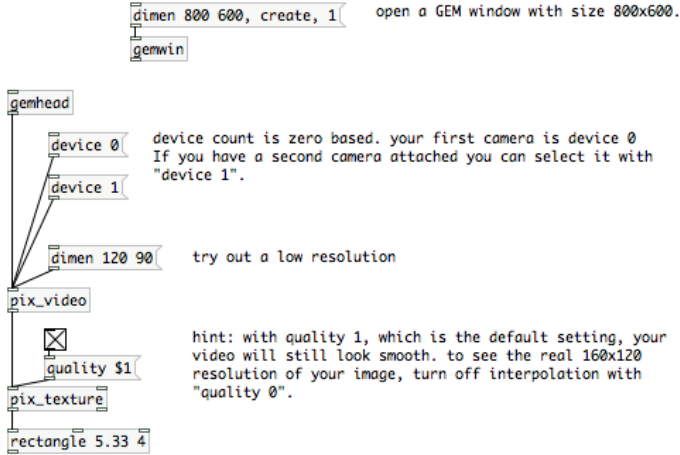 dimen 800 600, create, 1
open a GEM window with size 800x600.
gemwin
gemhead
device 0
device count is zero based. your first camera is device 0
If you have a second camera attached you can select it with
"device 1".
device 1
dimen 120 90
try out a low resolution
pix_video
hint: with quality 1, which is the default setting, your
video will still look smooth. to see the real 160x120
resolution of your image, turn off interpolation with
"quality 0".
quality $1
pix_texture
rectangle 5.33 4